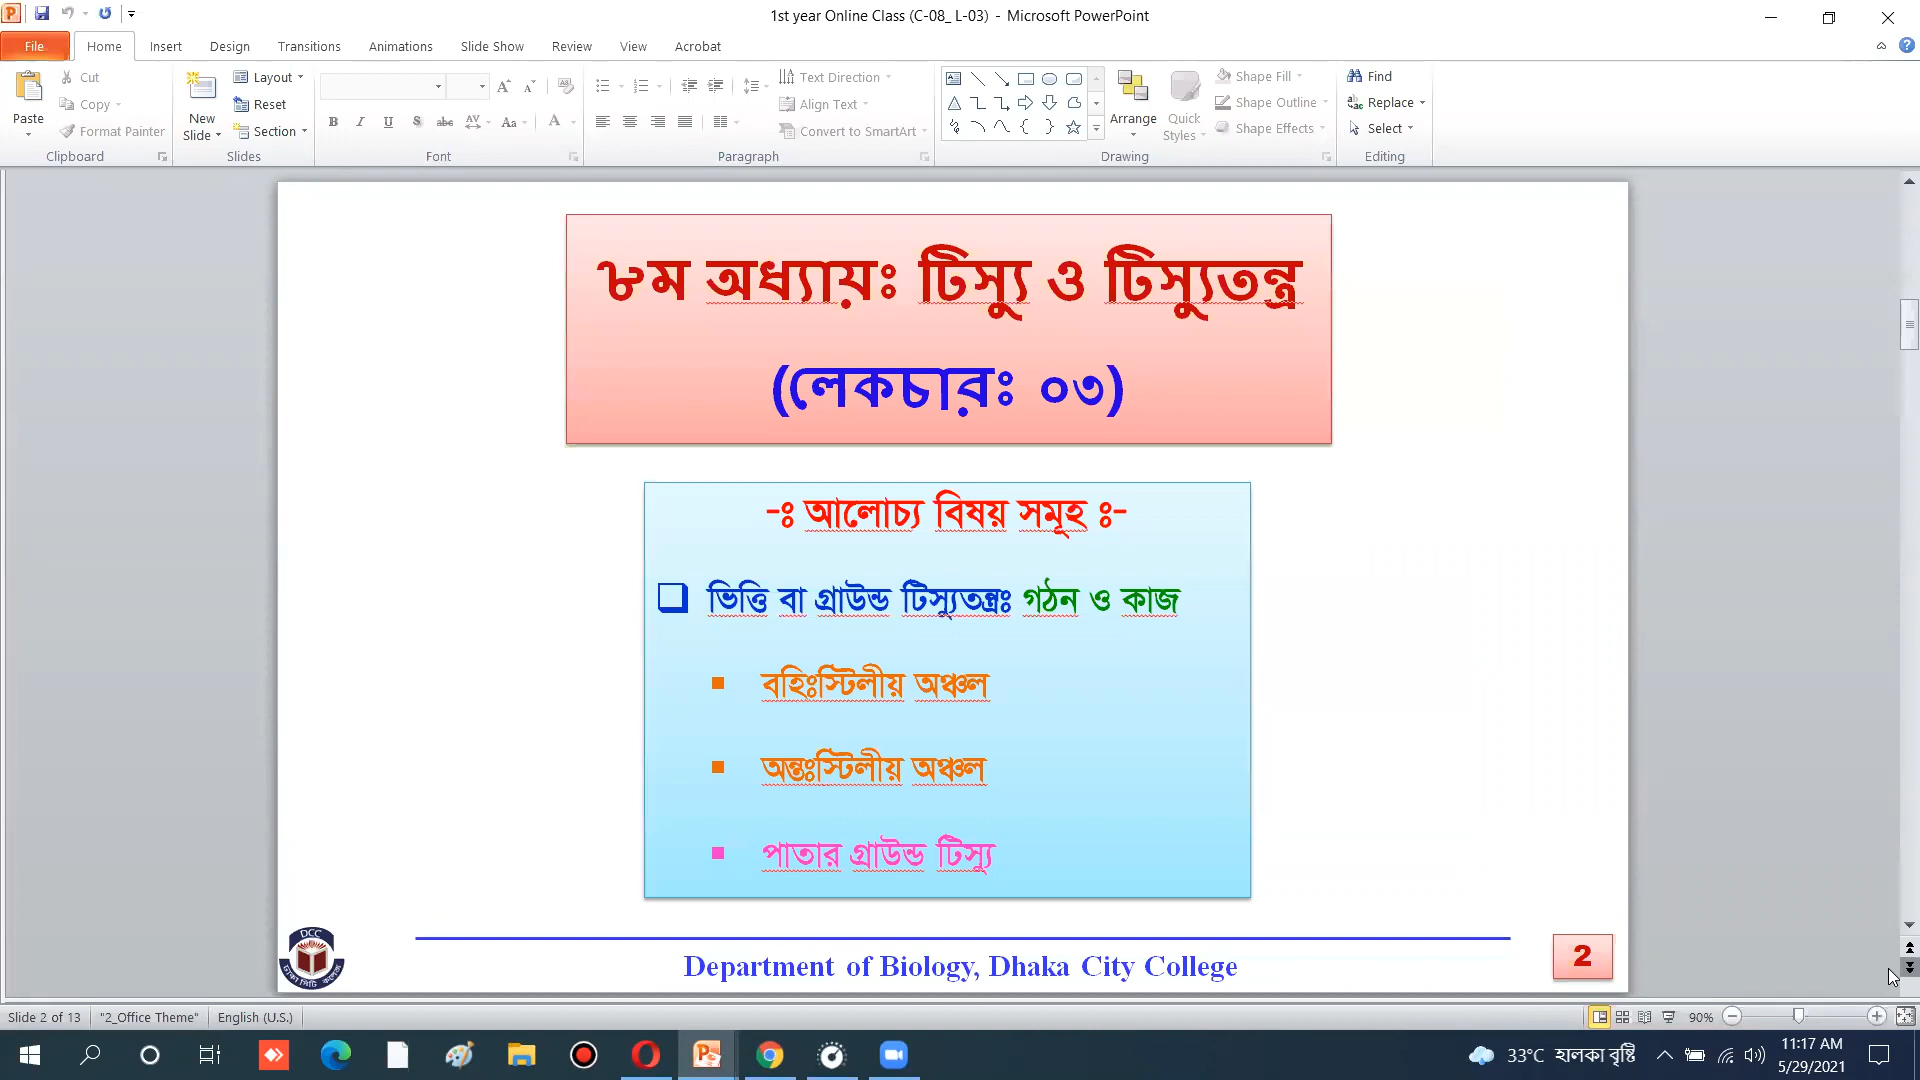 1st year Online Class (C-08_ L-03) - Microsoft PowerPoint
File Home Insert Design Transitions Animations Slide Show Review View Acrobat
Cut
Copy
Format Painter
Paste
Clipboard
New Slide
Layout
Reset
Section
Slides
Font
Text Direction
Align Text
Convert to SmartArt
Paragraph
Arrange
Quick Styles
Shape Fill
Shape Outline
Shape Effects
Drawing
Find
Replace
Select
Editing
৮ম অধ্যায়ঃ টিস্যু ও টিস্যুতন্ত্র
(লেকচারঃ ০৩)
-ঃ আলোচ্য বিষয় সমূহ ঃ-
ভিত্তি বা গ্রাউন্ড টিস্যুতন্ত্রঃ গঠন ও কাজ
বহিঃস্টিলীয় অঞ্চল
অন্তঃস্টিলীয় অঞ্চল
পাতার গ্রাউন্ড টিস্যু
DCC
ঢাকা সিটি কলেজ
Department of Biology, Dhaka City College
2
Slide 2 of 13 "2_Office Theme" English (U.S.) 90%
33°C হালকা বৃষ্টি
11:17 AM
5/29/2021